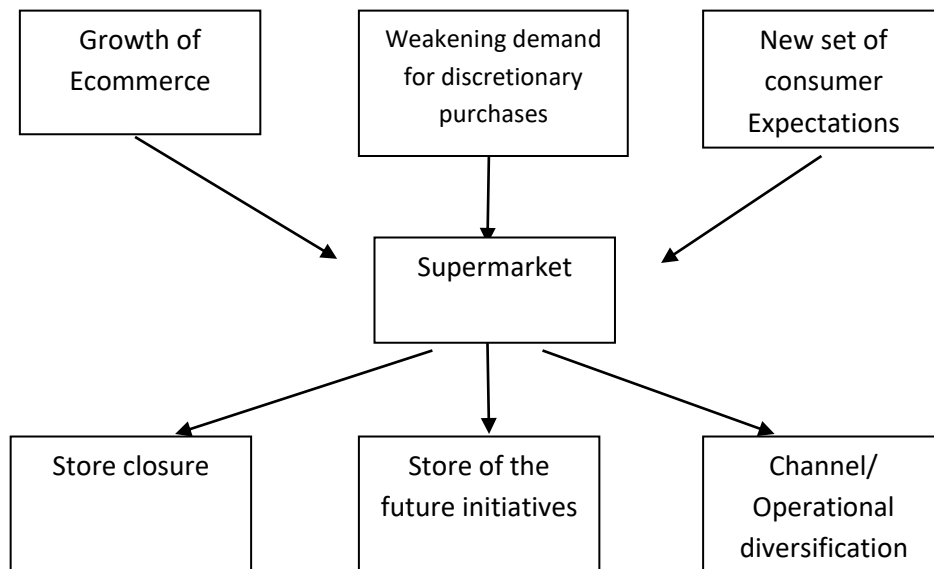 Growth of
Ecommerce
Weakening demand
for discretionary
purchases
New set of
consumer
Expectations
Supermarket
Store closure
Store of the
future initiatives
Channel/
Operational
diversification